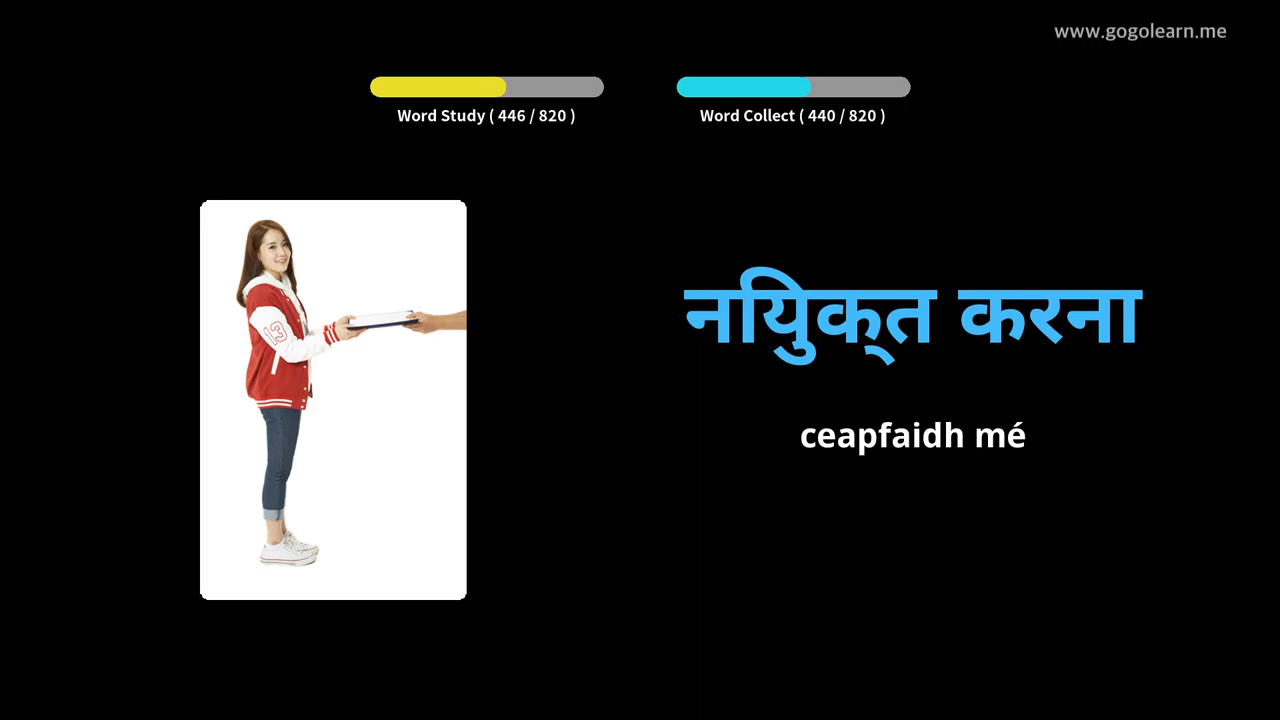 www.gogolearn.me
Word Study ( 446 / 820 )
Word Collect ( 440 / 820 )
नियुक्त करना
ceapfaidh mé